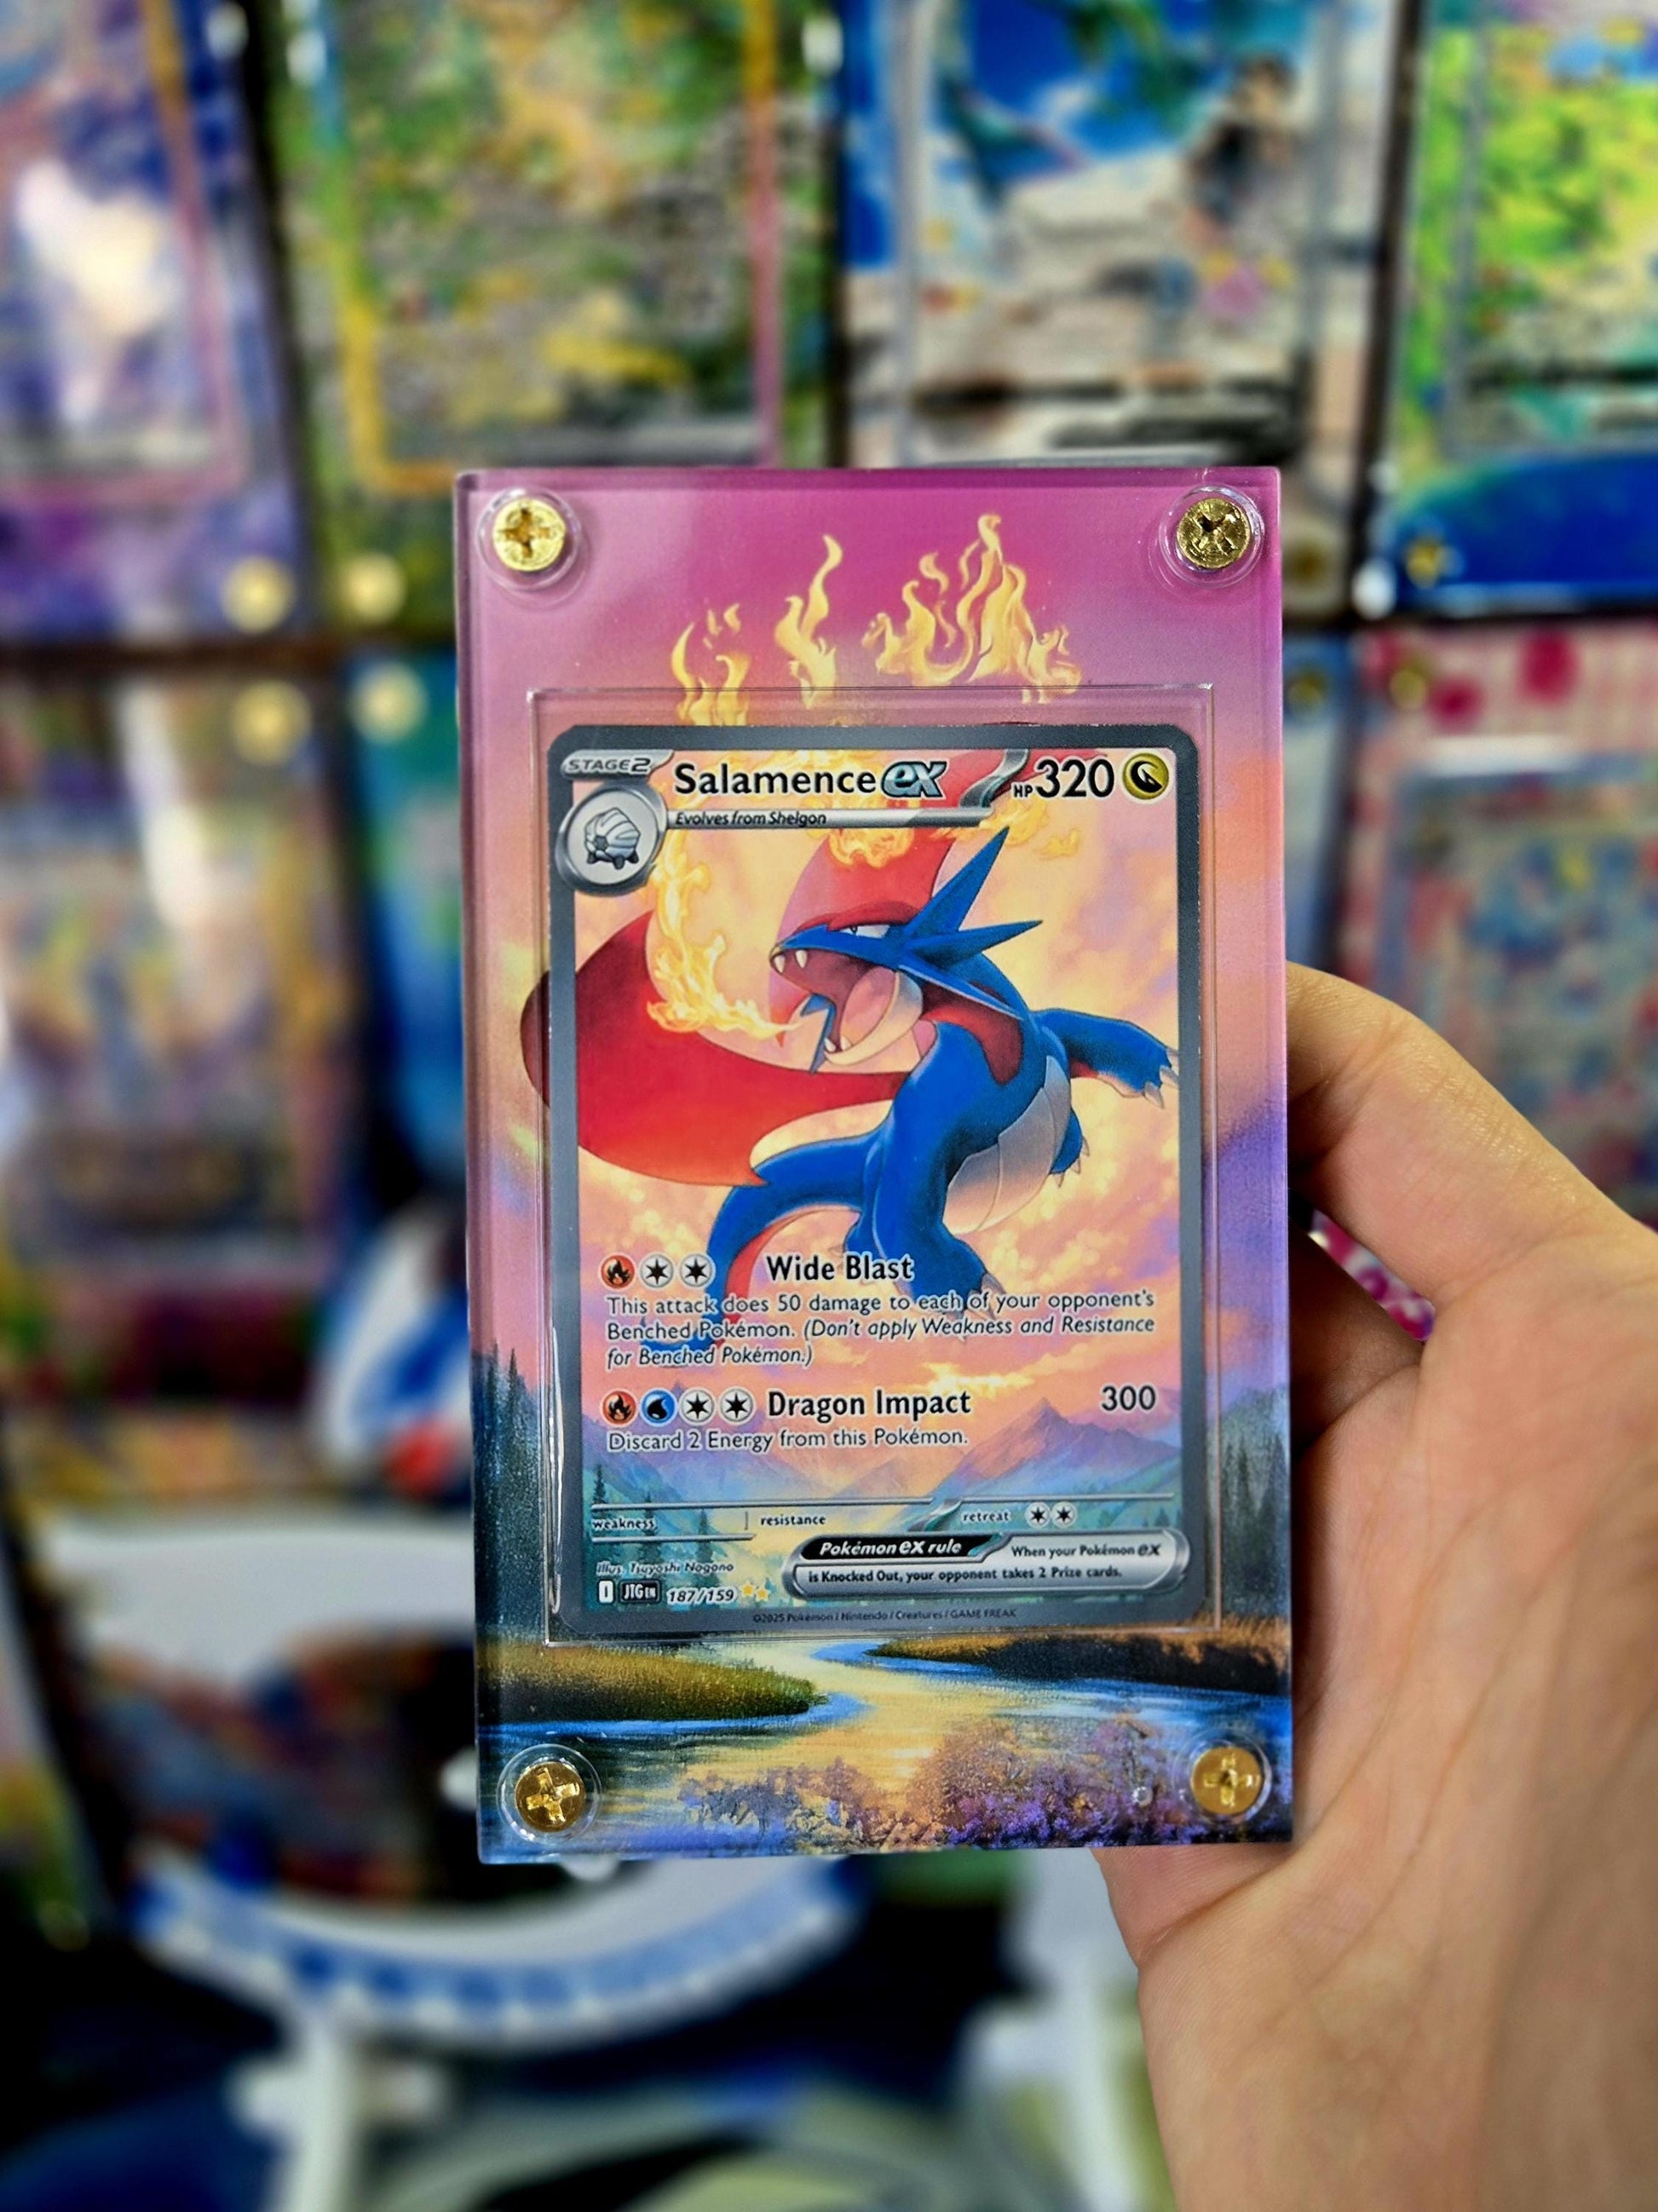 STAGE2 Salamence ex HP 320
Evolves from Shelgon
Wide Blast
This attack does 50 damage to each of your opponent's
Benched Pokémon. (Don't apply Weakness and Resistance
for Benched Pokémon.)
Dragon Impact 300
Discard 2 Energy from this Pokémon.
weakness resistance retreat
Pokémon ex rule When your Pokémon ex
is Knocked Out, your opponent takes 2 Prize cards.
Illus. Tsuyoshi Nagano
I JTG EN 187/159
©2025 Pokémon / Nintendo / Creatures / GAME FREAK